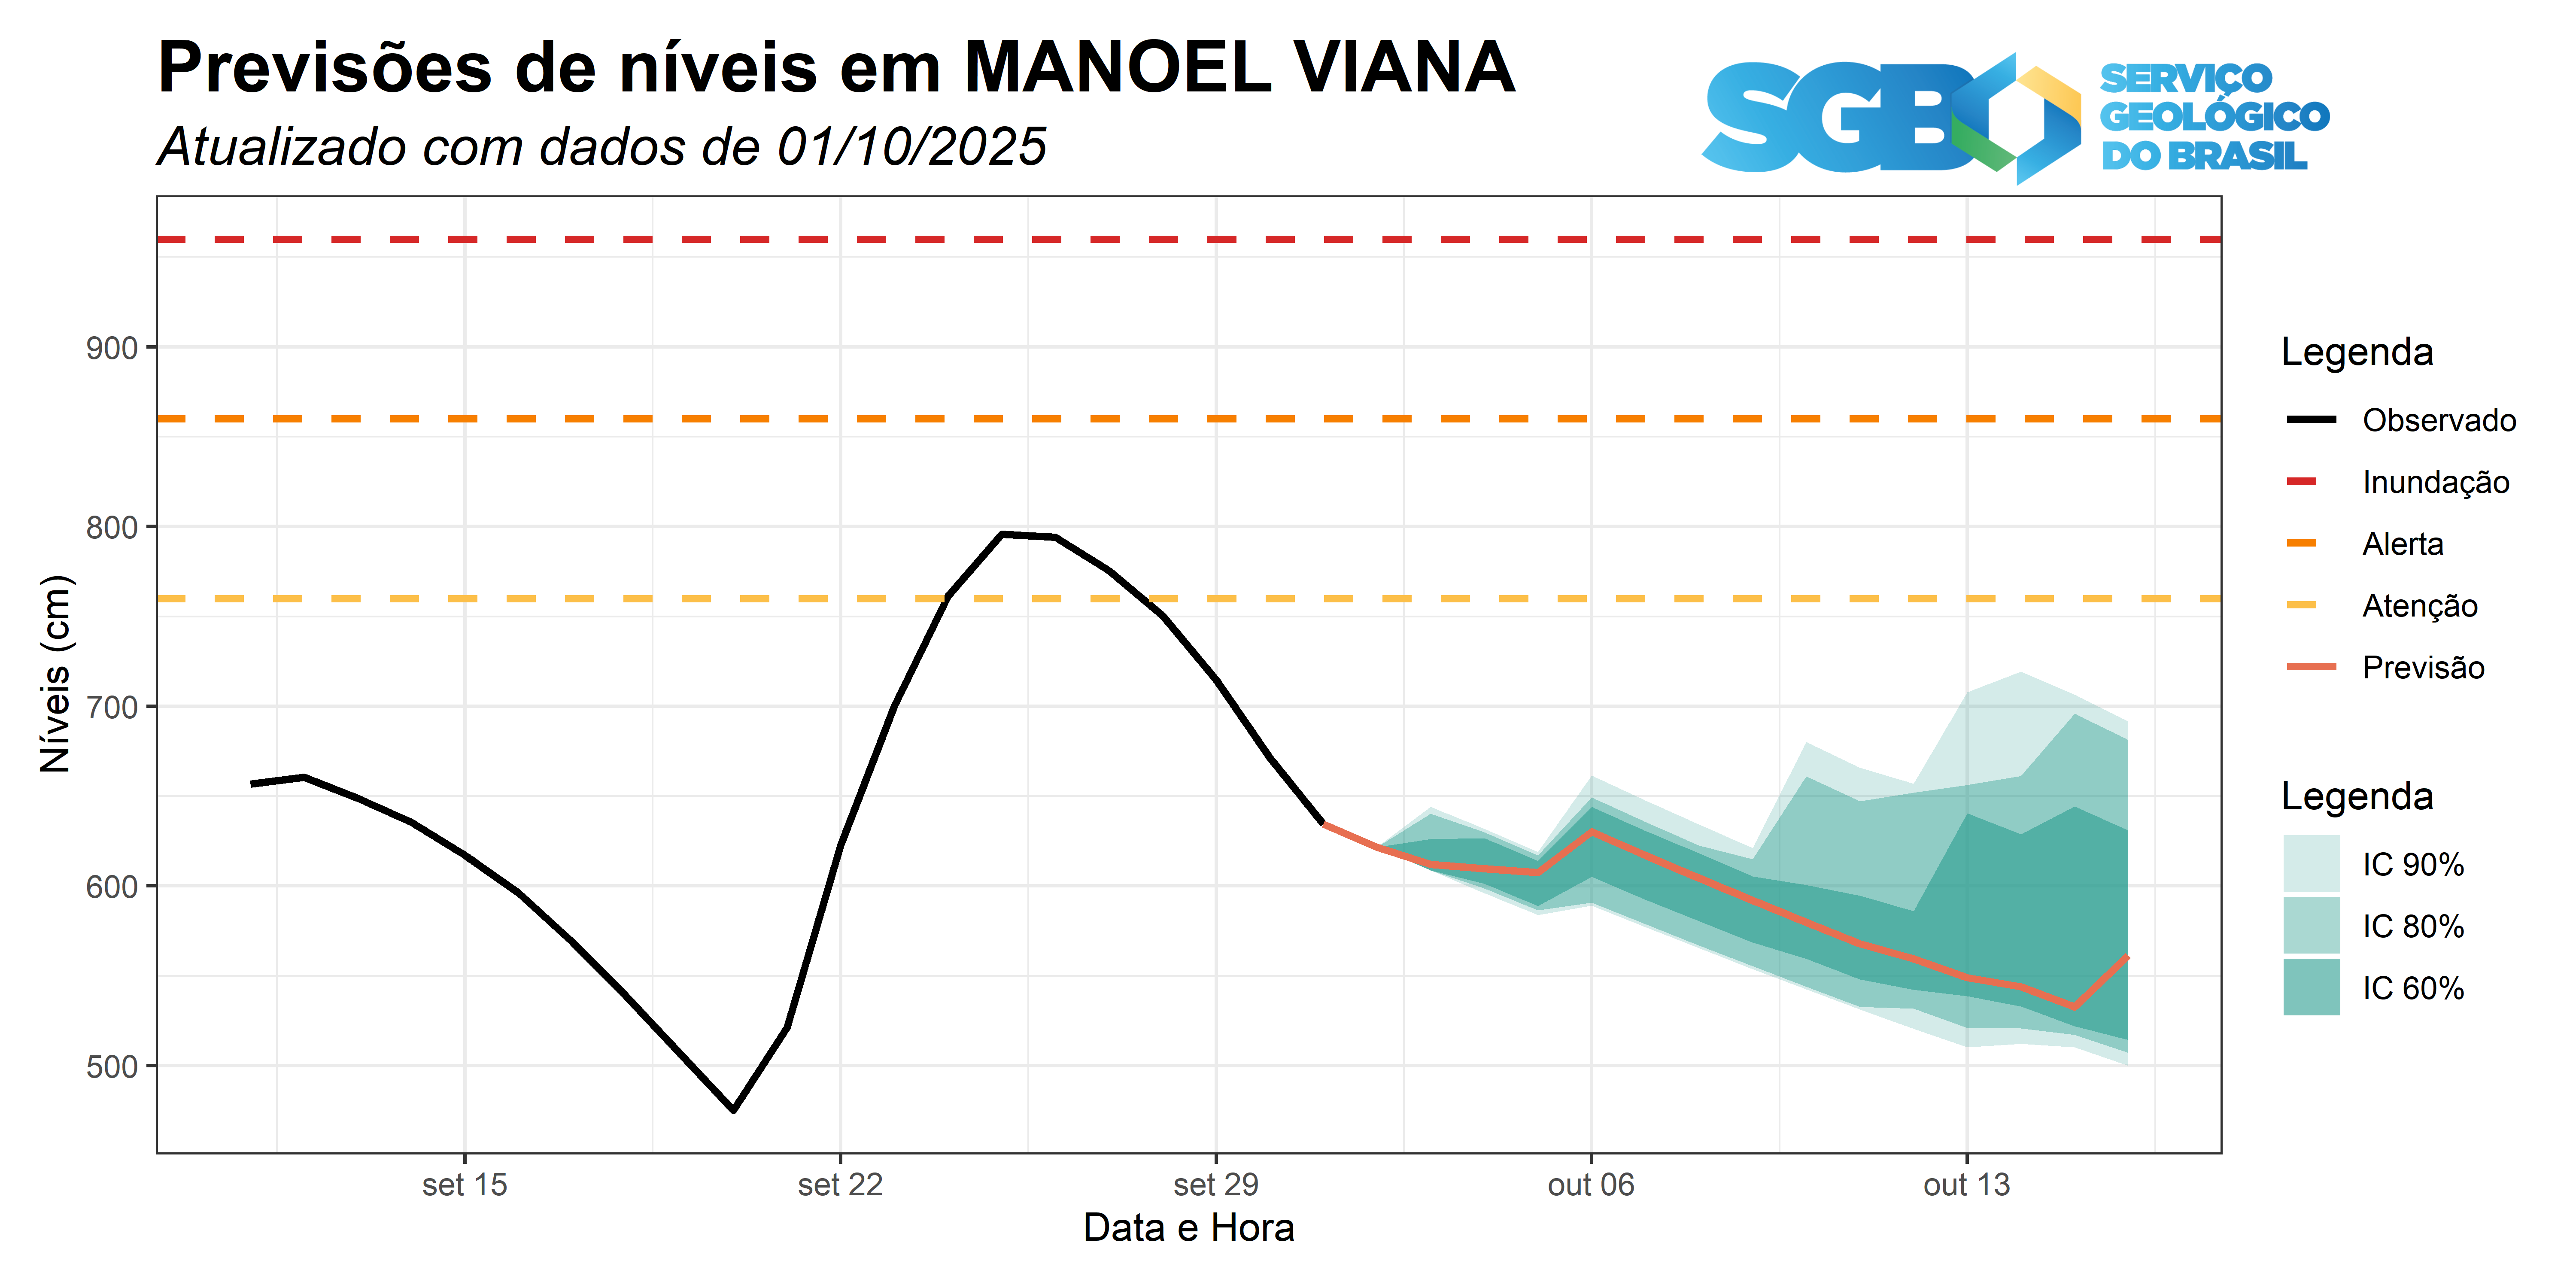 Previsões de níveis em MANOEL VIANA
Atualizado com dados de 01/10/2025
SGB
SERVIÇO
GEOLÓGICO
DO BRASIL
Níveis (cm)
900
800
700
600
500
set 15
set 22
set 29
out 06
out 13
Data e Hora
Legenda
Observado
Inundação
Alerta
Atenção
Previsão
Legenda
IC 90%
IC 80%
IC 60%